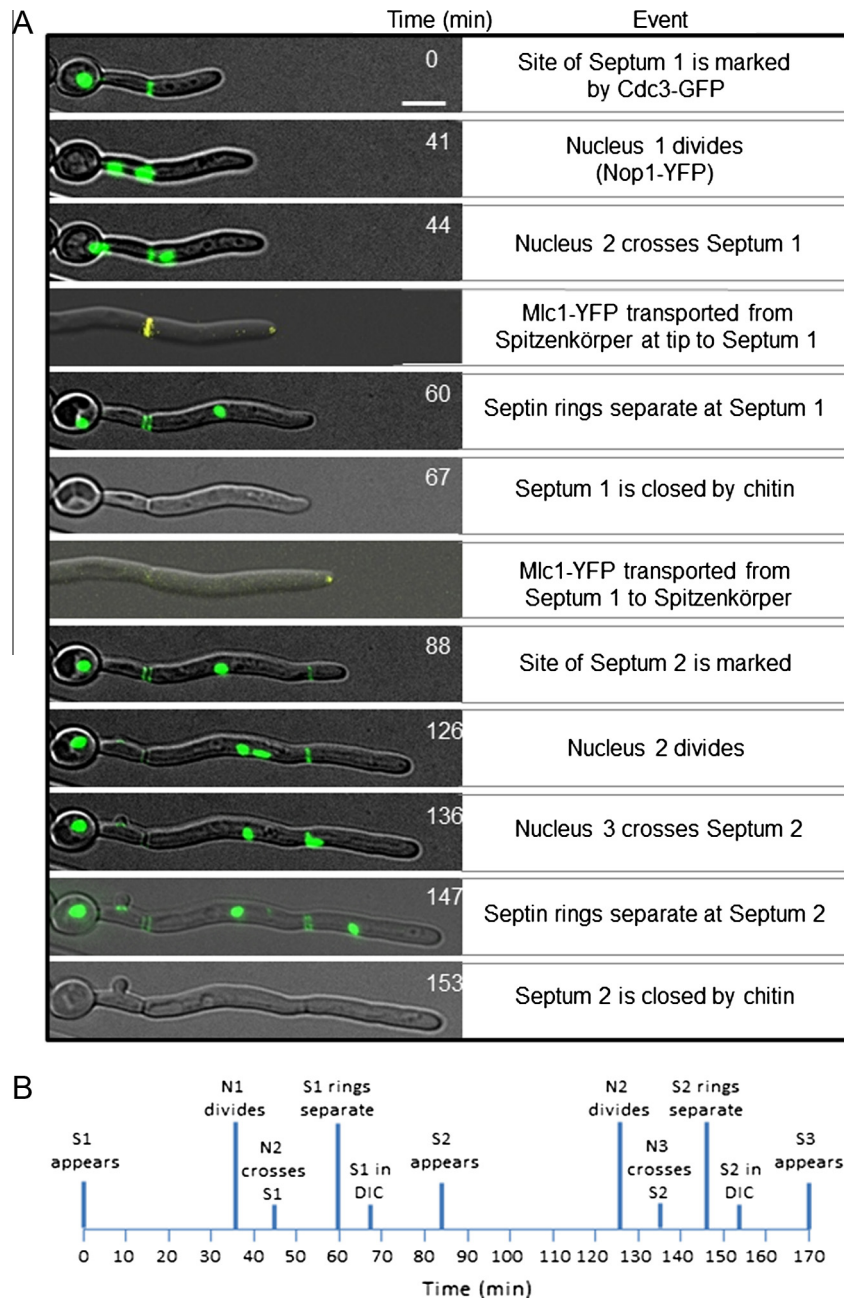 A
Time (min)
Event
0
Site of Septum 1 is marked
by Cdc3-GFP
41
Nucleus 1 divides
(Nop1-YFP)
44
Nucleus 2 crosses Septum 1
Mlc1-YFP transported from
Spitzenkörper at tip to Septum 1
60
Septin rings separate at Septum 1
67
Septum 1 is closed by chitin
Mlc1-YFP transported from
Septum 1 to Spitzenkörper
88
Site of Septum 2 is marked
126
Nucleus 2 divides
136
Nucleus 3 crosses Septum 2
147
Septin rings separate at Septum 2
153
Septum 2 is closed by chitin
B
S1
appears
N1
divides
N2
crosses
S1
S1 rings
separate
S1 in
DIC
S2
appears
N2
divides
N3
crosses
S2
S2 rings
separate
S2 in
DIC
S3
appears
0 10 20 30 40 50 60 70 80 90 100 110 120 130 140 150 160 170
Time (min)